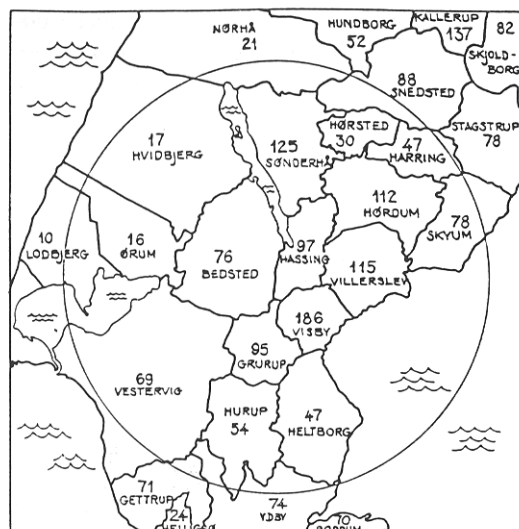 NØRHÅ
21
HUNDBORG
52
KALLERUP
137
82
SKJOLD-
BORG
88
SNEDSTED
HØRSTED
30
47
HARRING
STAGSTRUP
78
17
HVIDBJERG
125
SØNDERHÅ
112
HØRDUM
78
SKYUM
10
LODBJERG
16
ØRUM
76
BEDSTED
97
HASSING
115
VILLERSLEV
186
VISBY
95
GRURUP
69
VESTERVIG
HURUP
54
47
HELTBORG
71
GETTRUP
24
74
YDBY
70